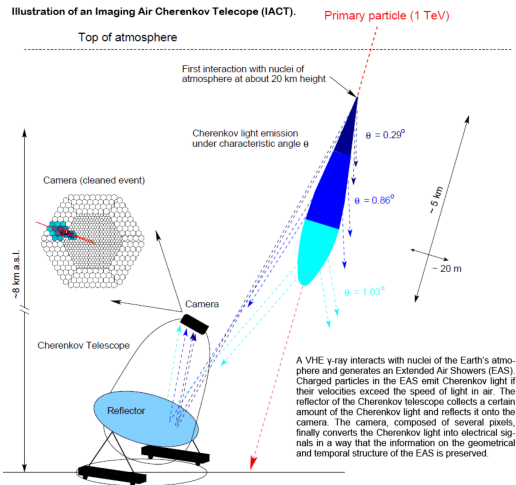 Illustration of an Imaging Air Cherenkov Telecope (IACT).
Primary particle (1 TeV)
Top of atmosphere
First interaction with nuclei of
atmosphere at about 20 km height
Cherenkov light emission
under characteristic angle θ
θ = 0.29°
Camera (cleaned event)
θ = 0.86°
~ 5 km
~ 20 m
~8 km a.s.l.
θ = 1.03°
Camera
Cherenkov Telescope
Reflector
A VHE γ-ray interacts with nuclei of the Earth's atmo-
phere and generates an Extended Air Showers (EAS).
Charged particles in the EAS emit Cherenkov light if
their velocities exceed the speed of light in air. The
reflector of the Cherenkov telescope collects a certain
amount of the Cherenkov light and reflects it onto the
camera. The camera, composed of several pixels,
finally converts the Cherenkov light into electrical sig-
nals in a way that the information on the geometrical
and temporal structure of the EAS is preserved.